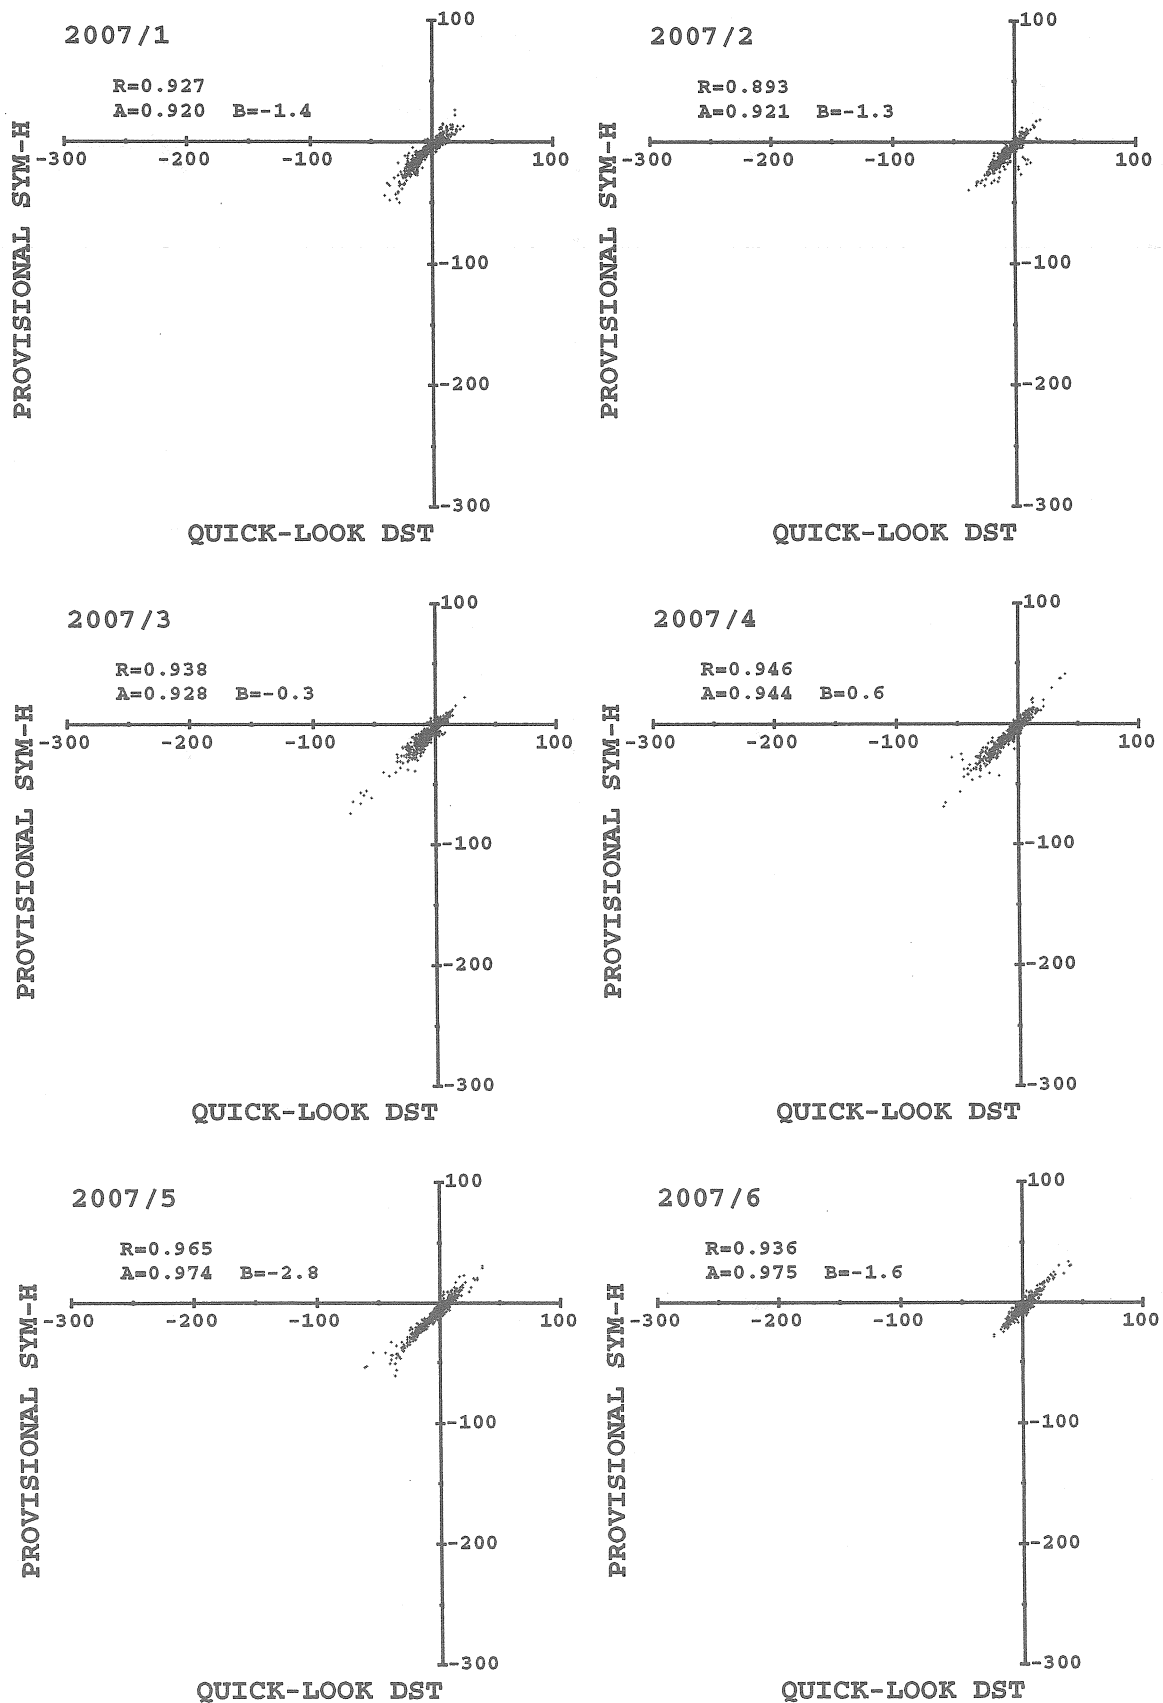 2007/1
R=0.927
A=0.920 B=-1.4
100
-300 -200 -100 100
-100
-200
-300
PROVISIONAL SYM-H
QUICK-LOOK DST
2007/2
R=0.893
A=0.921 B=-1.3
100
-300 -200 -100 100
-100
-200
-300
PROVISIONAL SYM-H
QUICK-LOOK DST
2007/3
R=0.938
A=0.928 B=-0.3
100
-300 -200 -100 100
-100
-200
-300
PROVISIONAL SYM-H
QUICK-LOOK DST
2007/4
R=0.946
A=0.944 B=0.6
100
-300 -200 -100 100
-100
-200
-300
PROVISIONAL SYM-H
QUICK-LOOK DST
2007/5
R=0.965
A=0.974 B=-2.8
100
-300 -200 -100 100
-100
-200
-300
PROVISIONAL SYM-H
QUICK-LOOK DST
2007/6
R=0.936
A=0.975 B=-1.6
100
-300 -200 -100 100
-100
-200
-300
PROVISIONAL SYM-H
QUICK-LOOK DST